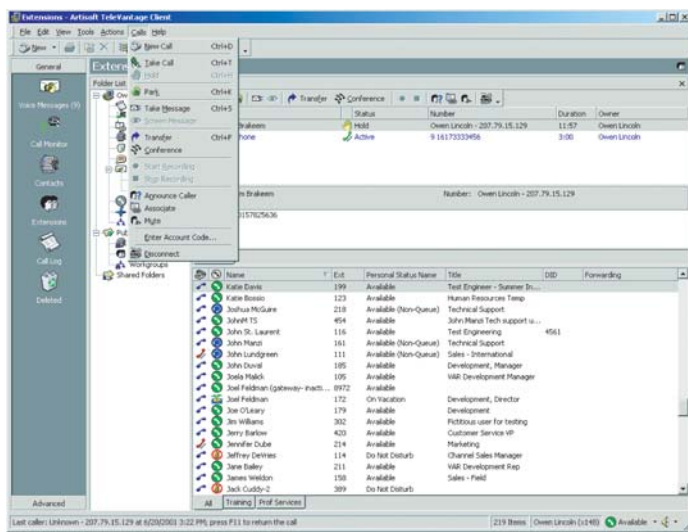 Extensions - Artisoft TeleVantage Client
File Edit View Tools Actions Calls Help
New
General
Voice Messages (9)
Call Monitor
Contacts
Extensions
Call Log
Deleted
Advanced
Folder List
Workgroups
Shared Folders
New Call Ctrl+D
Take Call Ctrl+T
Hold Ctrl+H
Park Ctrl+K
Take Message Ctrl+S
Screen Message
Transfer Ctrl+F
Conference
Start Recording
Stop Recording
Announce Caller
Associate
Mute
Enter Account Code...
Disconnect
Transfer Conference
Status Number Duration Owner
Brakeem Hold Owen Lincoln - 207.79.15.129 11:57 Owen Lincoln
Active 9 16173333456 3:00 Owen Lincoln
Brakeem Number: Owen Lincoln - 207.79.15.129
0157825636
Name Ext Personal Status Name Title DID Forwarding
Katie Davis 199 Available Test Engineer - Summer In...
Katie Bossio 123 Available Human Resources Temp
Joshua McGuire 218 Available (Non-Queue) Technical Support
JohnM TS 454 Available John Manzi Tech support u...
John St. Laurent 116 Available Test Engineering 4561
John Manzi 161 Available (Non-Queue) Technical Support
John Lundgreen 111 Available (Non-Queue) Sales - International
John Duval 185 Available Development, Manager
Joela Malick 105 Available VAR Development Manager
Joel Feldman (gateway- inacti... 8972 Available
Joel Feldman 172 On Vacation Development, Director
Joe O'Leary 179 Available Development
Jim Williams 302 Available Fictitious user for testing
Jerry Barlow 420 Available Customer Service VP
Jennifer Dube 214 Available Marketing
Jeffrey DeVries 114 Do Not Disturb Channel Sales Manager
Jane Bailey 211 Available VAR Development Rep
James Weldon 158 Available Sales - Field
Jack Cuddy-2 389 Do Not Disturb
All Training Prof Services
Last caller: Unknown - 207.79.15.129 at 6/20/2001 3:22 PM, press F11 to return the call 219 Items Owen Lincoln (x148) Available